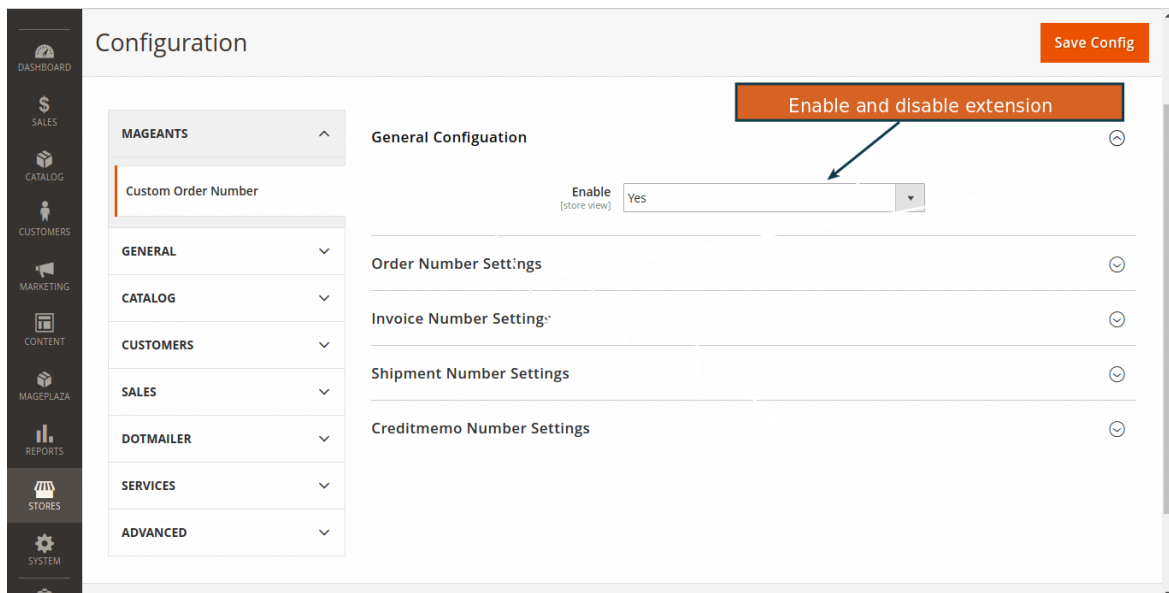 Configuration
Save Config
Enable and disable extension
DASHBOARD
SALES
CATALOG
CUSTOMERS
MARKETING
CONTENT
MAGEPLAZA
REPORTS
STORES
SYSTEM
MAGEANTS
Custom Order Number
GENERAL
CATALOG
CUSTOMERS
SALES
DOTMAILER
SERVICES
ADVANCED
General Configuation
Enable
[store view]
Yes
Order Number Settings
Invoice Number Settings
Shipment Number Settings
Creditmemo Number Settings